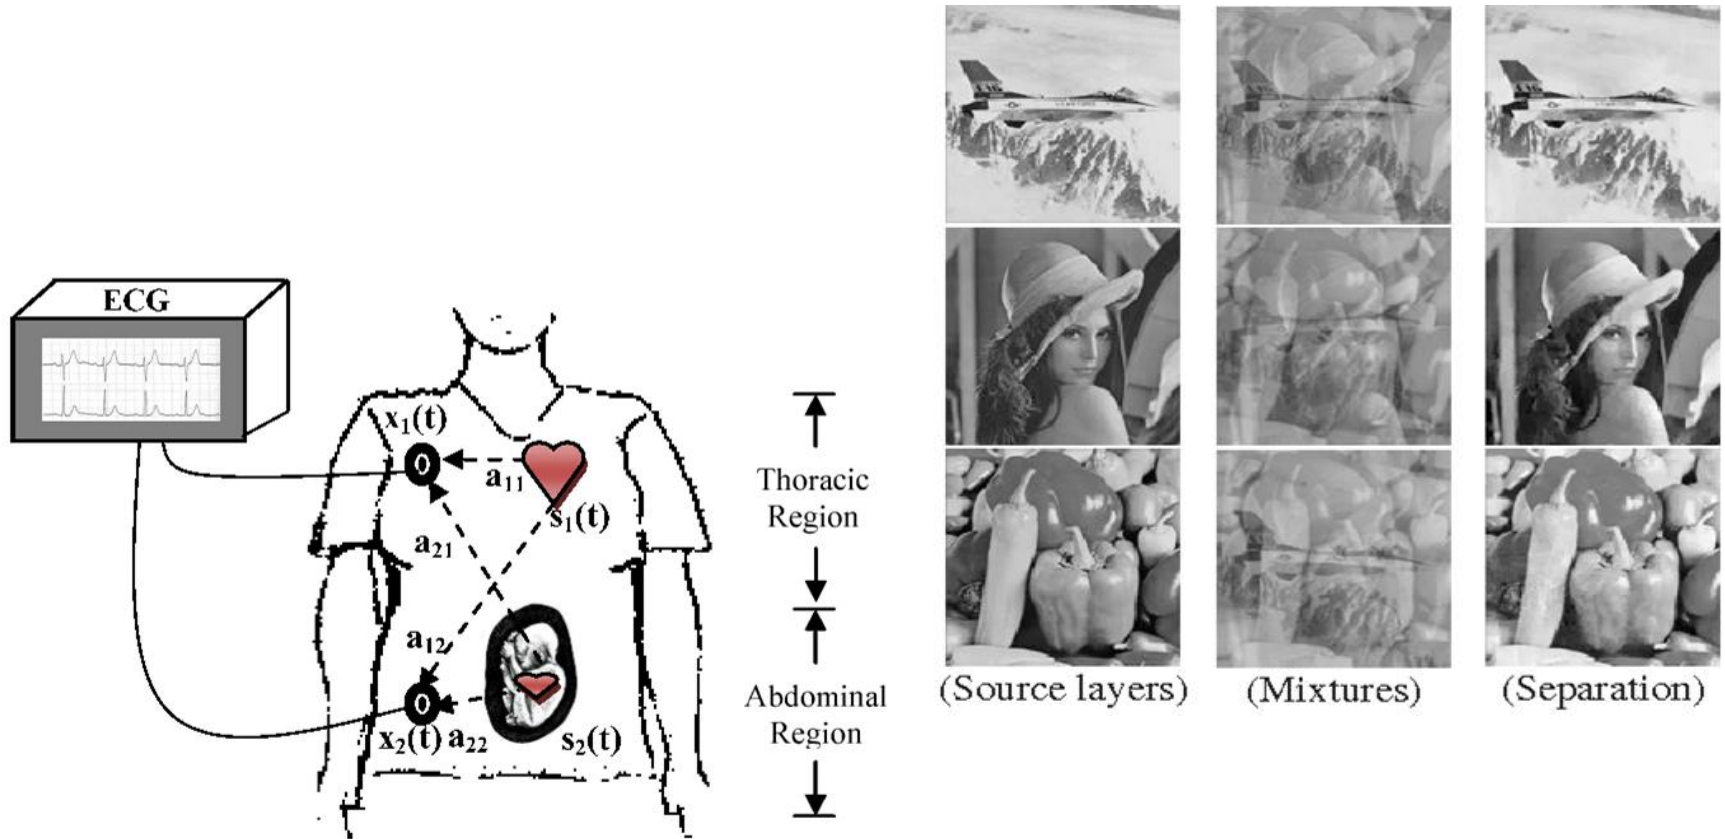 ECG
x₁(t)
a₁₁
s₁(t)
a₂₁
a₁₂
x₂(t) a₂₂
s₂(t)
Thoracic
Region
Abdominal
Region
(Source layers)
(Mixtures)
(Separation)